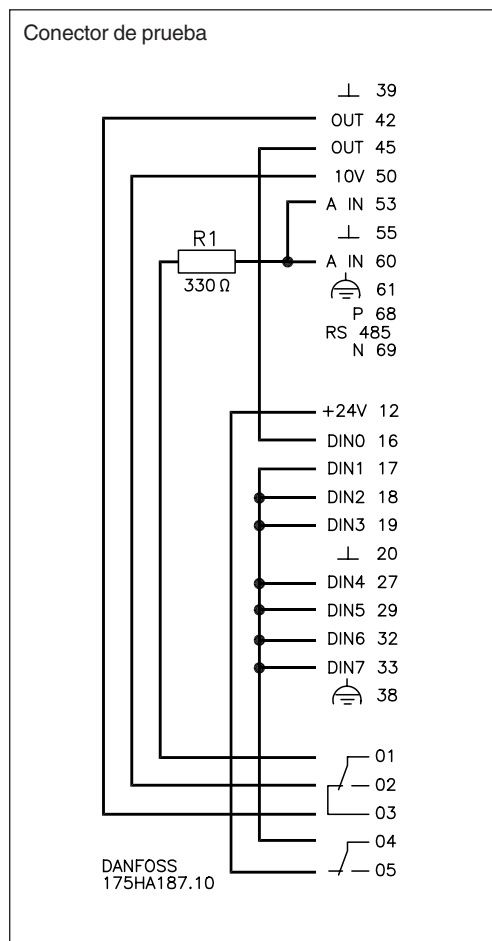 Conector de prueba
39
OUT 42
OUT 45
10V 50
A IN 53
55
R1
A IN 60
330 Ω
61
P 68
RS 485
N 69
+24V 12
DIN0 16
DIN1 17
DIN2 18
DIN3 19
20
DIN4 27
DIN5 29
DIN6 32
DIN7 33
38
01
02
03
04
05
DANFOSS
175HA187.10